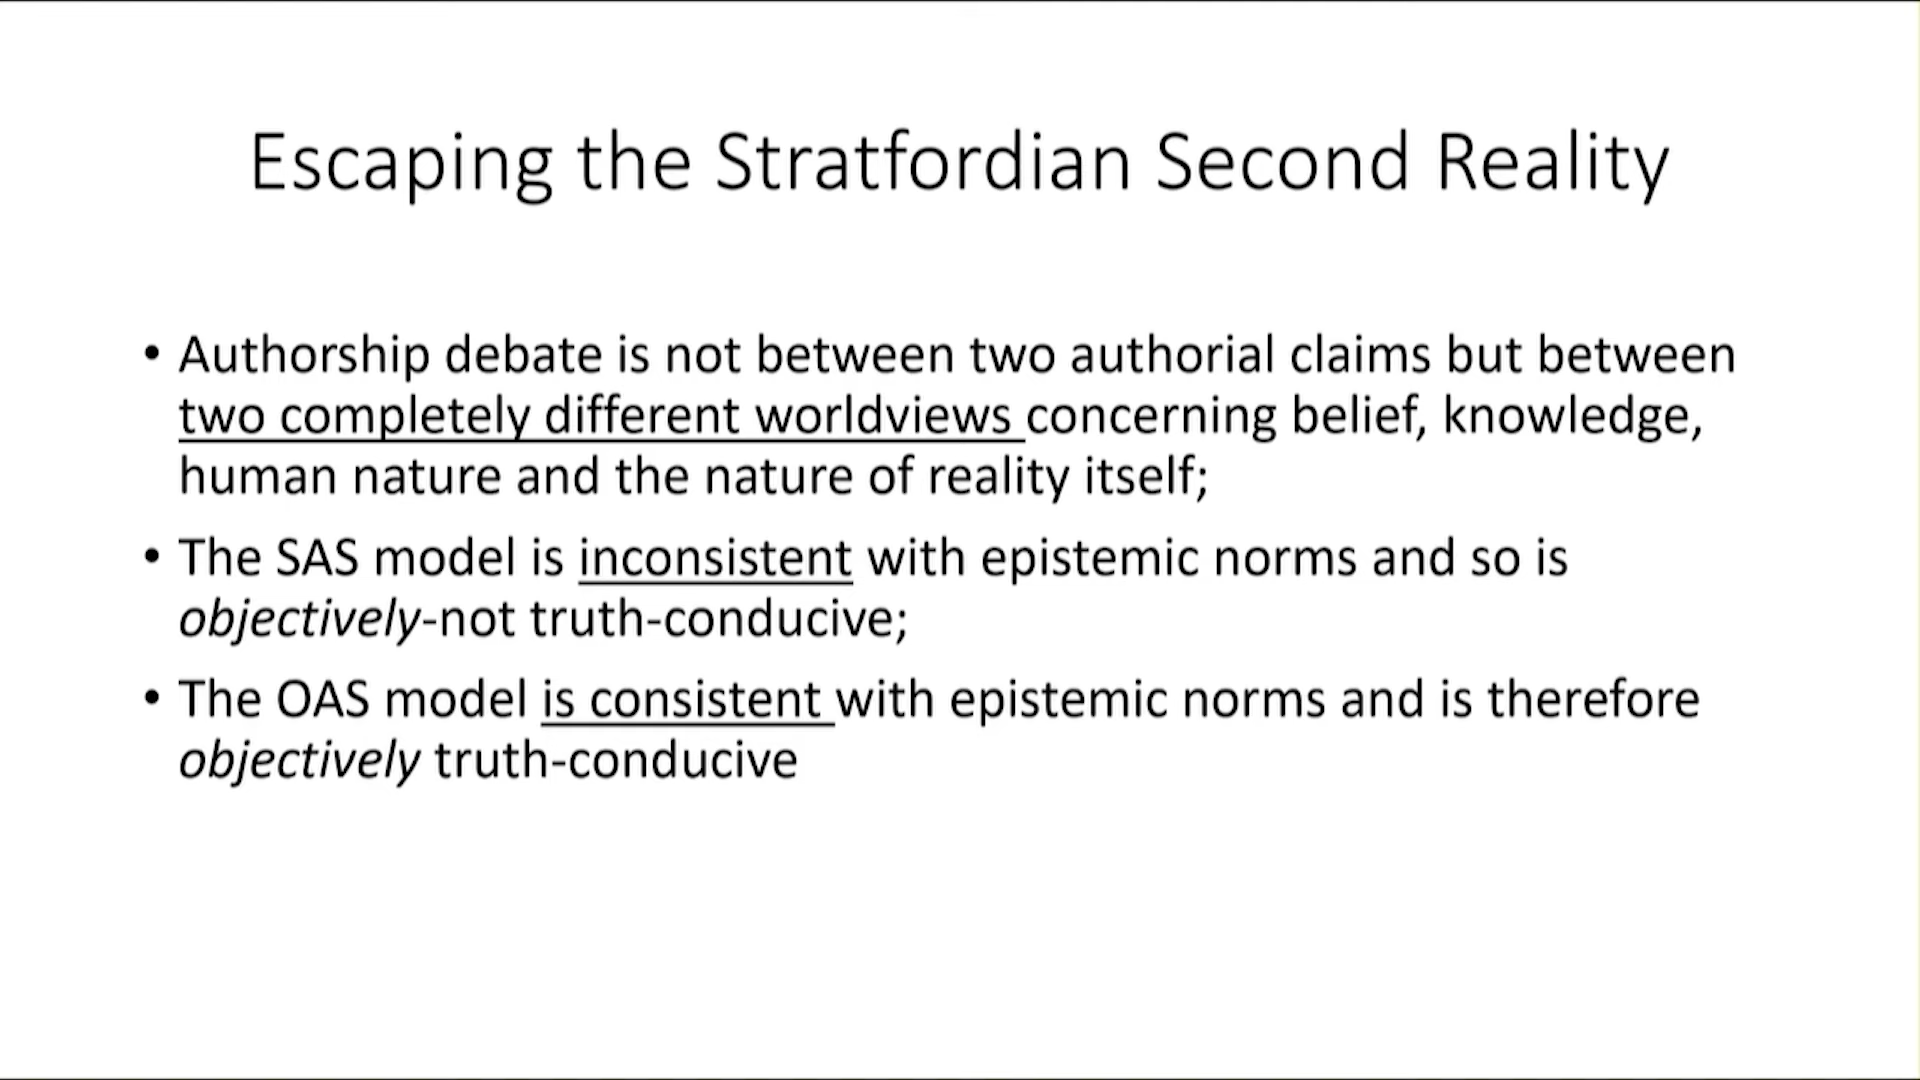 Escaping the Stratfordian Second Reality
• Authorship debate is not between two authorial claims but between
two completely different worldviews concerning belief, knowledge,
human nature and the nature of reality itself;
• The SAS model is inconsistent with epistemic norms and so is
objectively-not truth-conducive;
• The OAS model is consistent with epistemic norms and is therefore
objectively truth-conducive